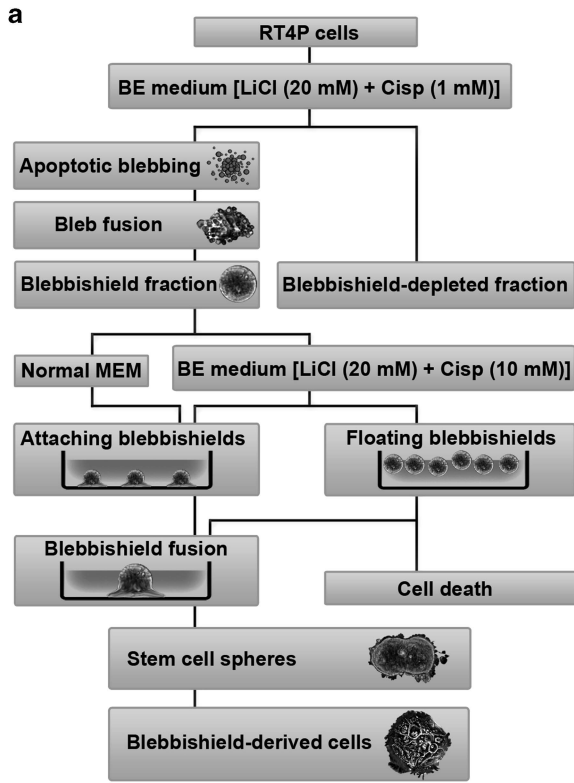 a
RT4P cells
BE medium [LiCl (20 mM) + Cisp (1 mM)]
Apoptotic blebbing
Bleb fusion
Blebbishield fraction
Blebbishield-depleted fraction
Normal MEM
BE medium [LiCl (20 mM) + Cisp (10 mM)]
Attaching blebbishields
Floating blebbishields
Blebbishield fusion
Cell death
Stem cell spheres
Blebbishield-derived cells